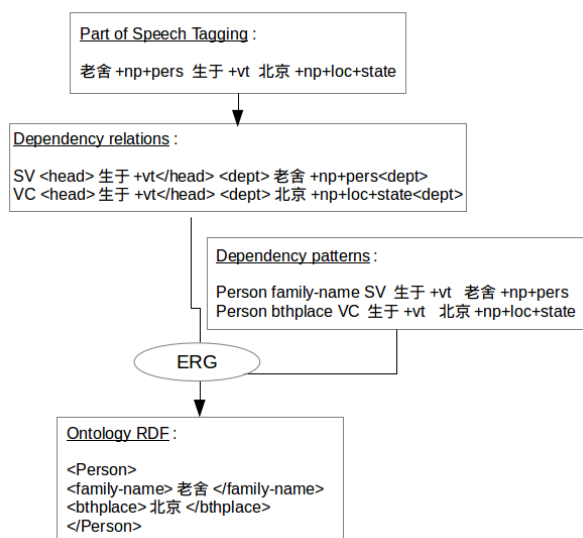 Part of Speech Tagging :
老舍 +np+pers 生于 +vt 北京 +np+loc+state
Dependency relations :
SV <head> 生于 +vt</head> <dept> 老舍 +np+pers<dept>
VC <head> 生于 +vt</head> <dept> 北京 +np+loc+state<dept>
Dependency patterns :
Person family-name SV 生于 +vt 老舍 +np+pers
Person bthplace VC 生于 +vt 北京 +np+loc+state
ERG
Ontology RDF :
<Person>
<family-name> 老舍 </family-name>
<bthplace> 北京 </bthplace>
</Person>